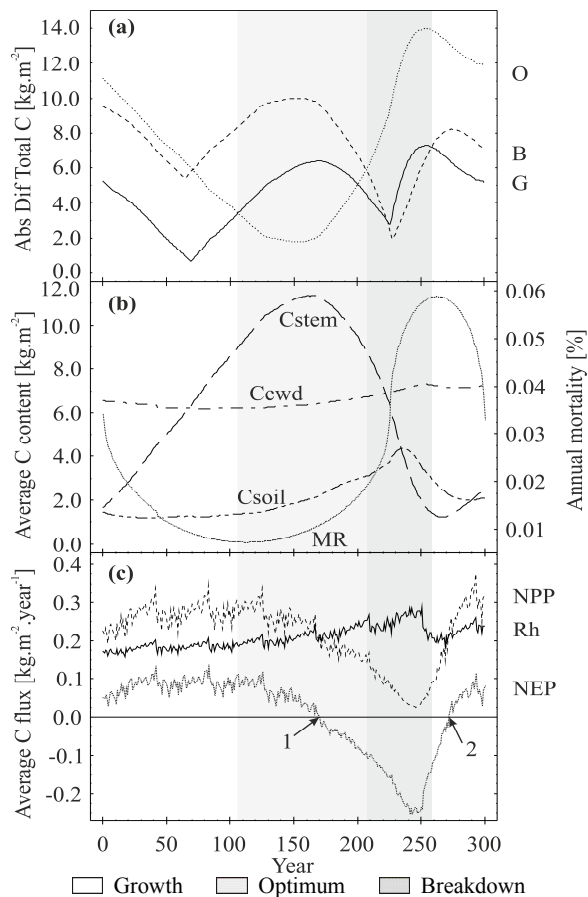 (a)
Abs Dif Total C [kg.m⁻²]
14.0
12.0
10.0
8.0
6.0
4.0
2.0
0.0
O
B
G
(b)
Average C content [kg.m⁻²]
12.0
10.0
8.0
6.0
4.0
2.0
0.0
Cstem
Ccwd
Csoil
MR
0.06
0.05
0.04
0.03
0.02
0.01
Annual mortality [%]
(c)
Average C flux [kg.m⁻².year⁻¹]
0.4
0.3
0.2
0.1
0.0
-0.1
-0.2
NPP
Rh
NEP
1
2
0 50 100 150 200 250 300
Year
Growth Optimum Breakdown